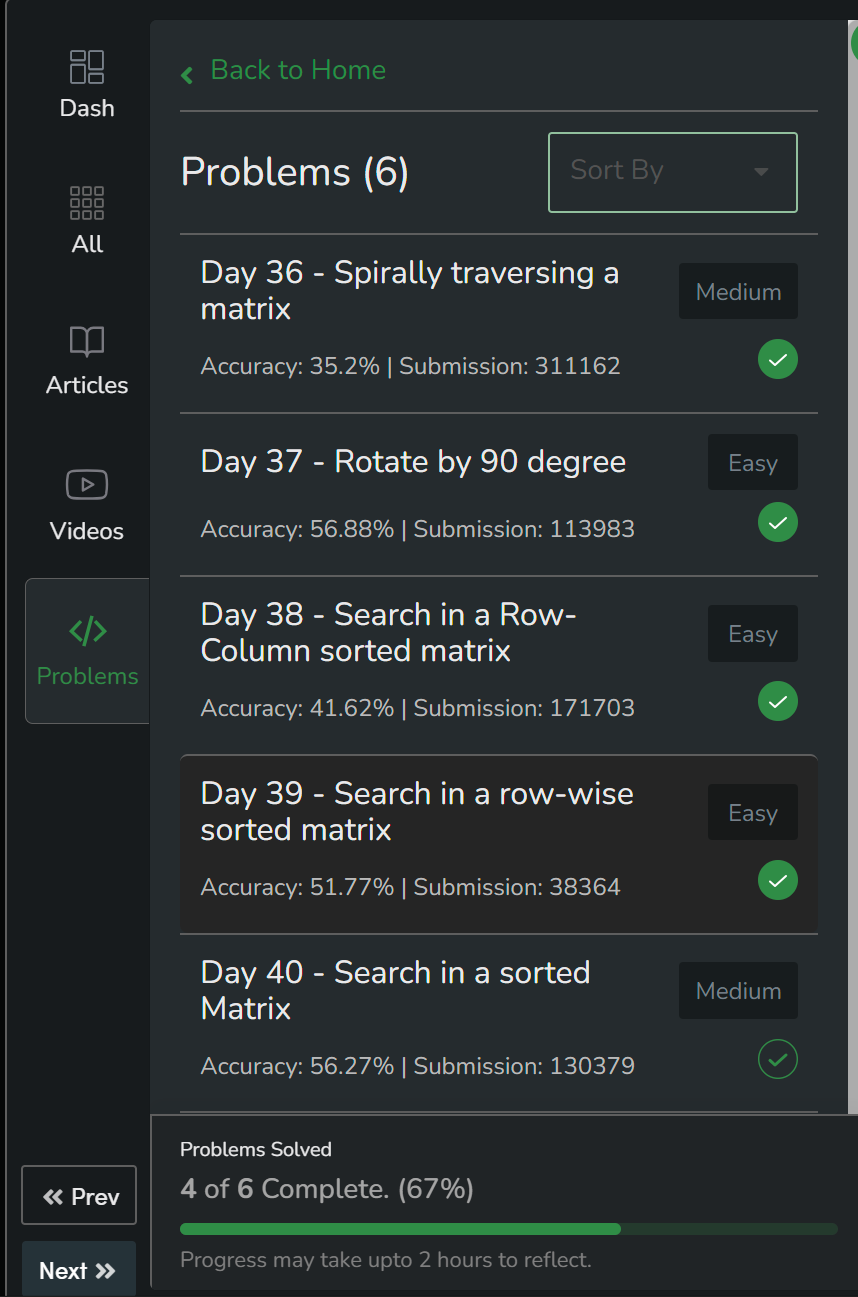 Dash
All
Articles
Videos
Problems
Prev
Next
Back to Home
Problems (6)
Sort By
Day 36 - Spirally traversing a
matrix
Medium
Accuracy: 35.2% | Submission: 311162
Day 37 - Rotate by 90 degree
Easy
Accuracy: 56.88% | Submission: 113983
Day 38 - Search in a Row-
Column sorted matrix
Easy
Accuracy: 41.62% | Submission: 171703
Day 39 - Search in a row-wise
sorted matrix
Easy
Accuracy: 51.77% | Submission: 38364
Day 40 - Search in a sorted
Matrix
Medium
Accuracy: 56.27% | Submission: 130379
Problems Solved
4 of 6 Complete. (67%)
Progress may take upto 2 hours to reflect.